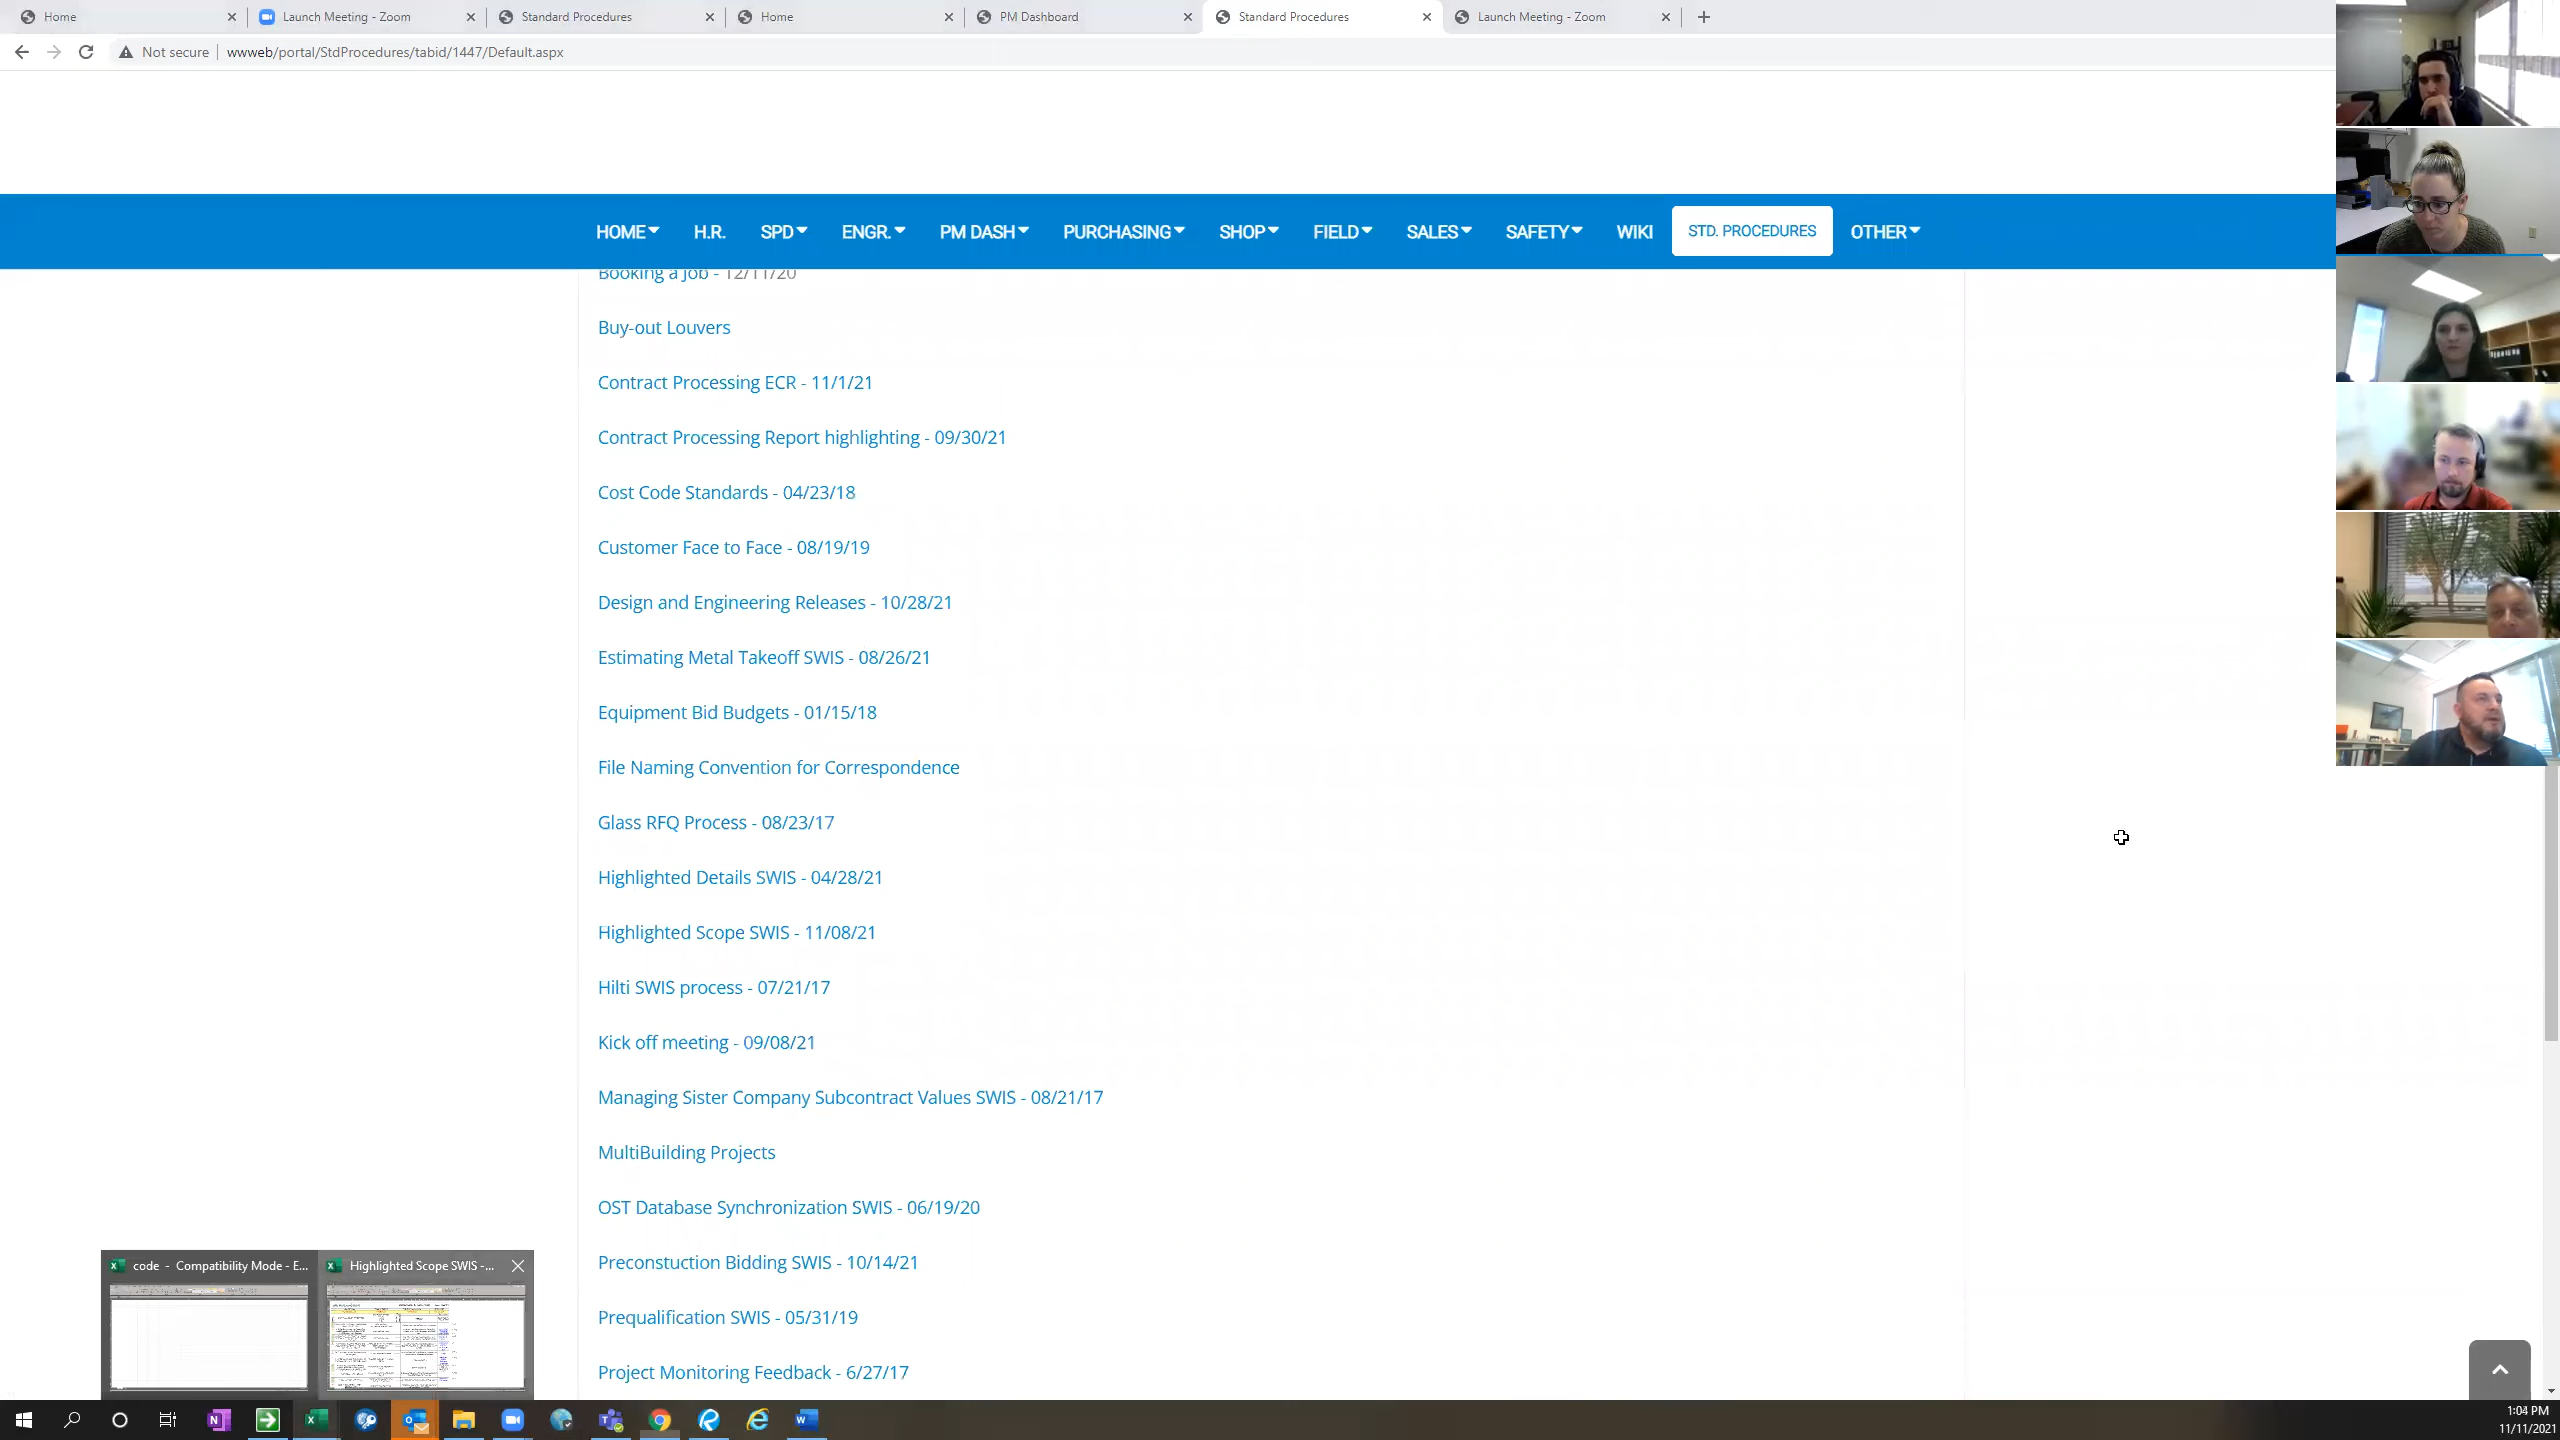 Home
Launch Meeting - Zoom
Standard Procedures
Home
PM Dashboard
Standard Procedures
Launch Meeting - Zoom
Not secure
wwweb/portal/StdProcedures/tabid/1447/Default.aspx
HOME H.R. SPD ENGR. PM DASH PURCHASING SHOP FIELD SALES SAFETY WIKI STD. PROCEDURES OTHER
Booking a Job - 12/11/20
Buy-out Louvers
Contract Processing ECR - 11/1/21
Contract Processing Report highlighting - 09/30/21
Cost Code Standards - 04/23/18
Customer Face to Face - 08/19/19
Design and Engineering Releases - 10/28/21
Estimating Metal Takeoff SWIS - 08/26/21
Equipment Bid Budgets - 01/15/18
File Naming Convention for Correspondence
Glass RFQ Process - 08/23/17
Highlighted Details SWIS - 04/28/21
Highlighted Scope SWIS - 11/08/21
Hilti SWIS process - 07/21/17
Kick off meeting - 09/08/21
Managing Sister Company Subcontract Values SWIS - 08/21/17
MultiBuilding Projects
OST Database Synchronization SWIS - 06/19/20
Preconstuction Bidding SWIS - 10/14/21
Prequalification SWIS - 05/31/19
Project Monitoring Feedback - 6/27/17
code - Compatibility Mode - E...
Highlighted Scope SWIS -...
1:04 PM
11/11/2021